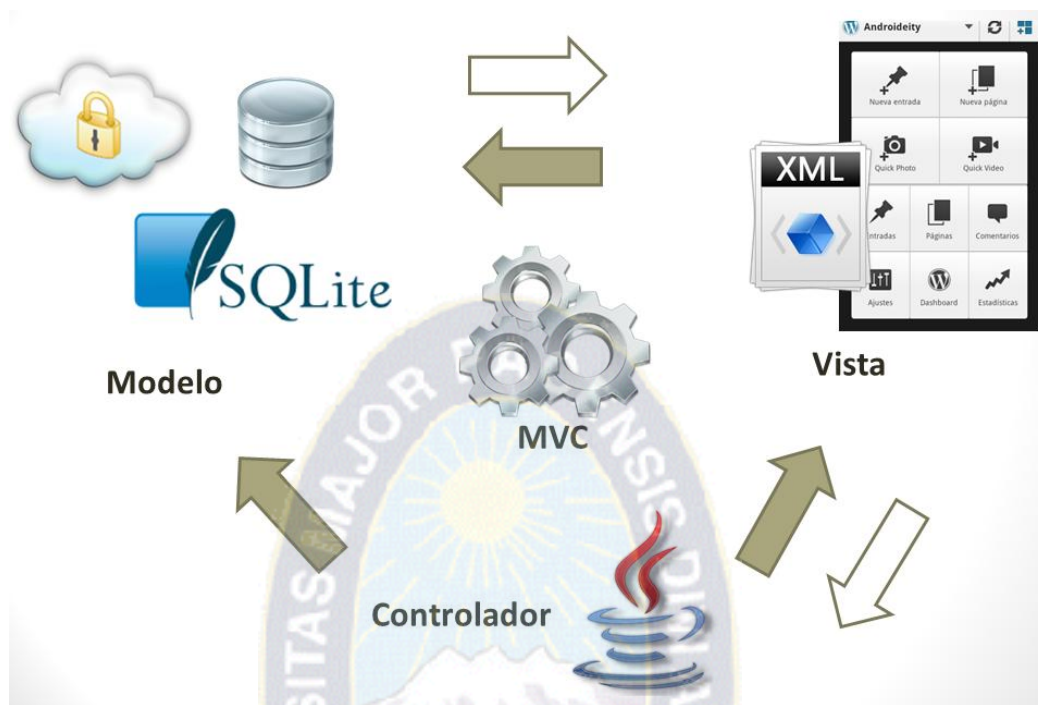 Androideity
Nueva entrada
Nueva página
Quick Photo
Quick Video
XML
Entradas
Páginas
Comentarios
Ajustes
Dashboard
Estadísticas
SQLite
Modelo
Vista
MVC
Controlador
MAJOR